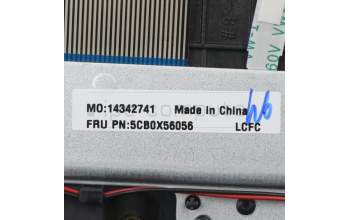 MO:14342741 Made in China
FRU PN:5CB0X56056 LCFC